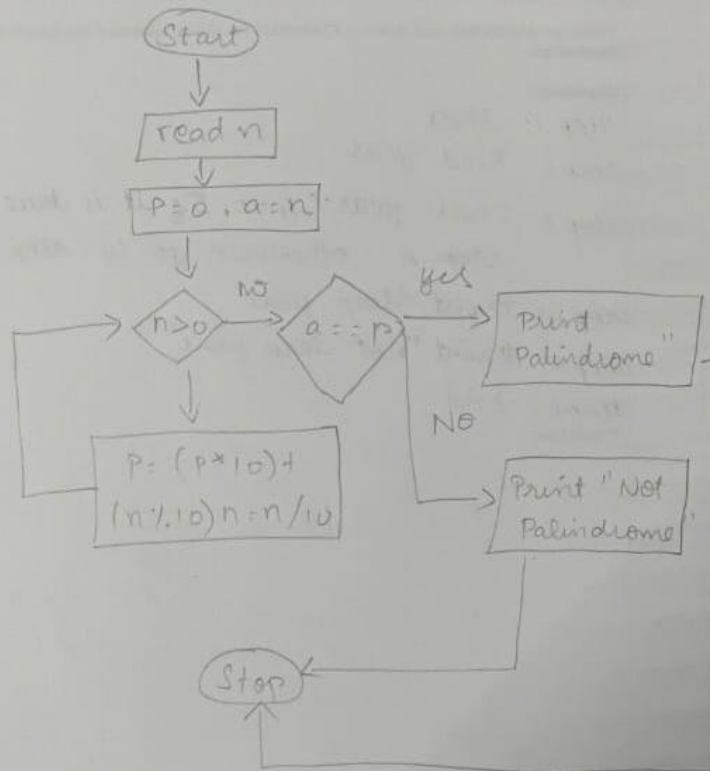 Start
read n
P=0, a=n
n>0
NO
a==P
yes
Print
Palindrome"
NO
P= (P*10)+
(n%10) n=n/10
Print "Not
Palindrome"
Stop